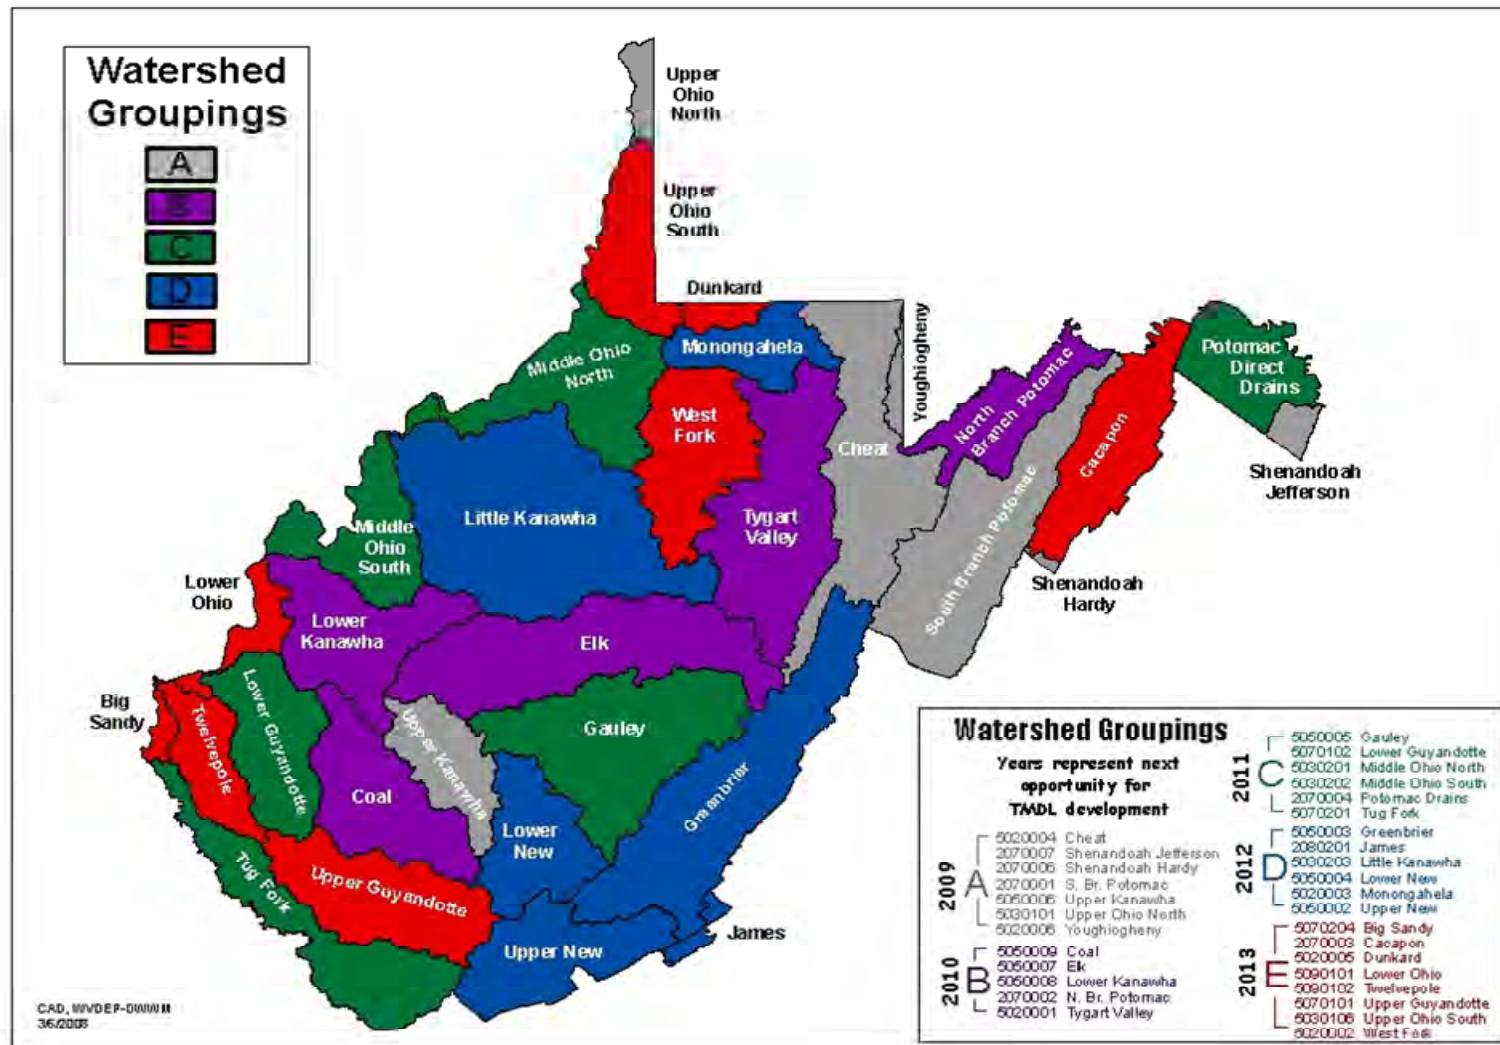 Watershed
Groupings
A
B
C
D
E
Upper
Ohio
North
Upper
Ohio
South
Dunkard
Monongahela
Youghiogheny
Middle Ohio
North
West
Fork
Cheat
North
Branch Potomac
Potomac
Direct
Drains
Cacapon
Shenandoah
Jefferson
Little Kanawha
Tygart
Valley
Middle
Ohio
South
South Branch Potomac
Shenandoah
Hardy
Lower
Ohio
Lower
Kanawha
Elk
Big
Sandy
Twelvepole
Lower Guyandotte
Upper Kanawha
Gauley
Coal
Greenbrier
Lower
New
Tug Fork
Upper Guyandotte
Upper New
James
Watershed Groupings
Years represent next
opportunity for
TMDL development
2009
A
5020004 Cheat
2070007 Shenandoah Jefferson
2070006 Shenandoah Hardy
2070001 S. Br. Potomac
5050006 Upper Kanawha
5030101 Upper Ohio North
5020006 Youghiogheny
2010
B
5050009 Coal
5050007 Elk
5050008 Lower Kanawha
2070002 N. Br. Potomac
5020001 Tygart Valley
2011
C
5050005 Gauley
5070102 Lower Guyandotte
5030201 Middle Ohio North
5030202 Middle Ohio South
2070004 Potomac Drains
5070201 Tug Fork
2012
D
5050003 Greenbrier
2080201 James
5030203 Little Kanawha
5050004 Lower New
5020003 Monongahela
5050002 Upper New
2013
E
5070204 Big Sandy
2070003 Cacapon
5020005 Dunkard
5090101 Lower Ohio
5090102 Twelvepole
5070101 Upper Guyandotte
5030106 Upper Ohio South
5020002 West Fork
CAD, WVDEP-DWWM
3/6/2008